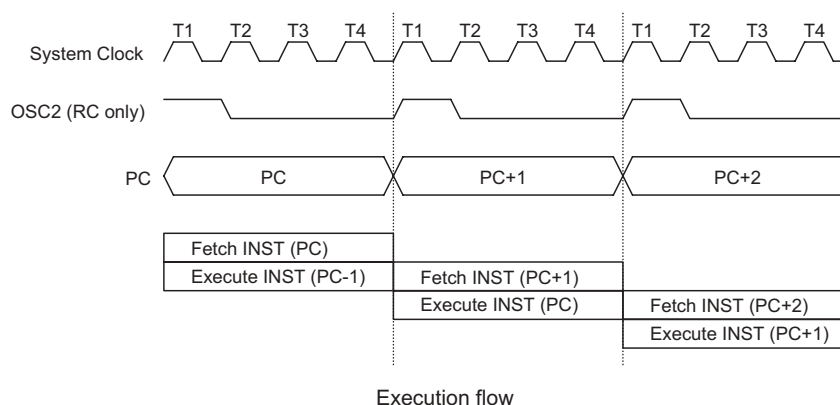 T1 T2 T3 T4 T1 T2 T3 T4 T1 T2 T3 T4
System Clock
OSC2 (RC only)
PC PC PC+1 PC+2
Fetch INST (PC)
Execute INST (PC-1) Fetch INST (PC+1)
Execute INST (PC) Fetch INST (PC+2)
Execute INST (PC+1)
Execution flow